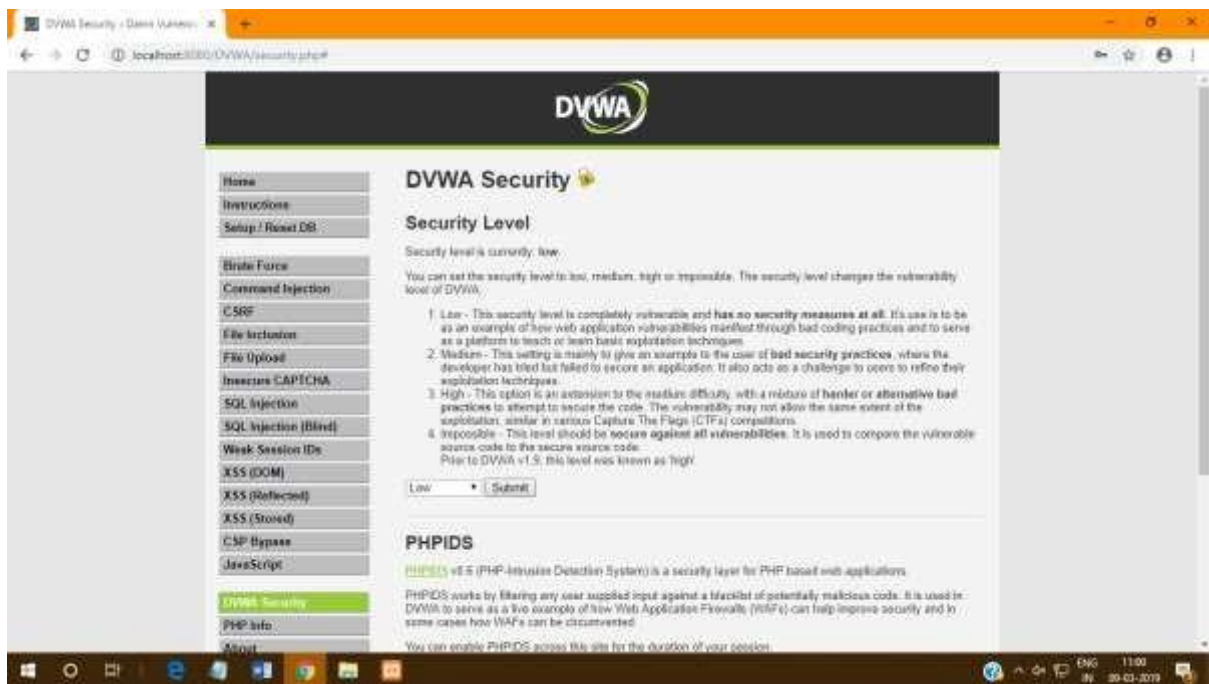 DVWA Security :: Damn Vulnera
localhost:8080/DVWA/security.php#
DVWA
Home
Instructions
Setup / Reset DB
Brute Force
Command Injection
CSRF
File Inclusion
File Upload
Insecure CAPTCHA
SQL Injection
SQL Injection (Blind)
Weak Session IDs
XSS (DOM)
XSS (Reflected)
XSS (Stored)
CSP Bypass
JavaScript
DVWA Security
PHP Info
About
DVWA Security
Security Level
Security level is currently: low.
You can set the security level to low, medium, high or impossible. The security level changes the vulnerability
level of DVWA:
1. Low - This security level is completely vulnerable and has no security measures at all. It's use is to be
as an example of how web application vulnerabilities manifest through bad coding practices and to serve
as a platform to teach or learn basic exploitation techniques.
2. Medium - This setting is mainly to give an example to the user of bad security practices, where the
developer has tried but failed to secure an application. It also acts as a challenge to users to refine their
exploitation techniques.
3. High - This option is an extension to the medium difficulty, with a mixture of harder or alternative bad
practices to attempt to secure the code. The vulnerability may not allow the same extent of the
exploitation, similar in various Capture The Flags (CTFs) competitions.
4. Impossible - This level should be secure against all vulnerabilities. It is used to compare the vulnerable
source code to the secure source code.
Prior to DVWA v1.9, this level was known as 'high'.
Low Submit
PHPIDS
PHPIDS v0.6 (PHP-Intrusion Detection System) is a security layer for PHP based web applications.
PHPIDS works by filtering any user supplied input against a blacklist of potentially malicious code. It is used in
DVWA to serve as a live example of how Web Application Firewalls (WAFs) can help improve security and in
some cases how WAFs can be circumvented.
You can enable PHPIDS across this site for the duration of your session.
ENG
IN
11:00
09-03-2019